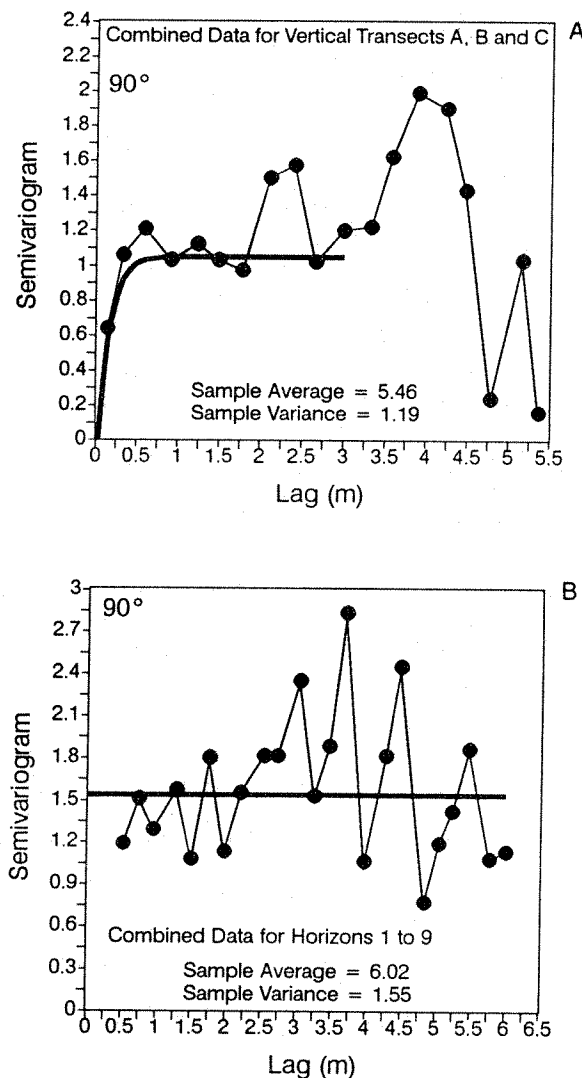 A
Combined Data for Vertical Transects A, B and C
90°
2.4
2.2
2
1.8
1.6
1.4
1.2
1
0.8
0.6
0.4
0.2
0
Semivariogram
Sample Average = 5.46
Sample Variance = 1.19
0 0.5 1 1.5 2 2.5 3 3.5 4 4.5 5 5.5
Lag (m)
B
90°
3
2.7
2.4
2.1
1.8
1.5
1.2
0.9
0.6
0.3
0
Semivariogram
Combined Data for Horizons 1 to 9
Sample Average = 6.02
Sample Variance = 1.55
0 0.5 1 1.5 2 2.5 3 3.5 4 4.5 5 5.5 6 6.5
Lag (m)